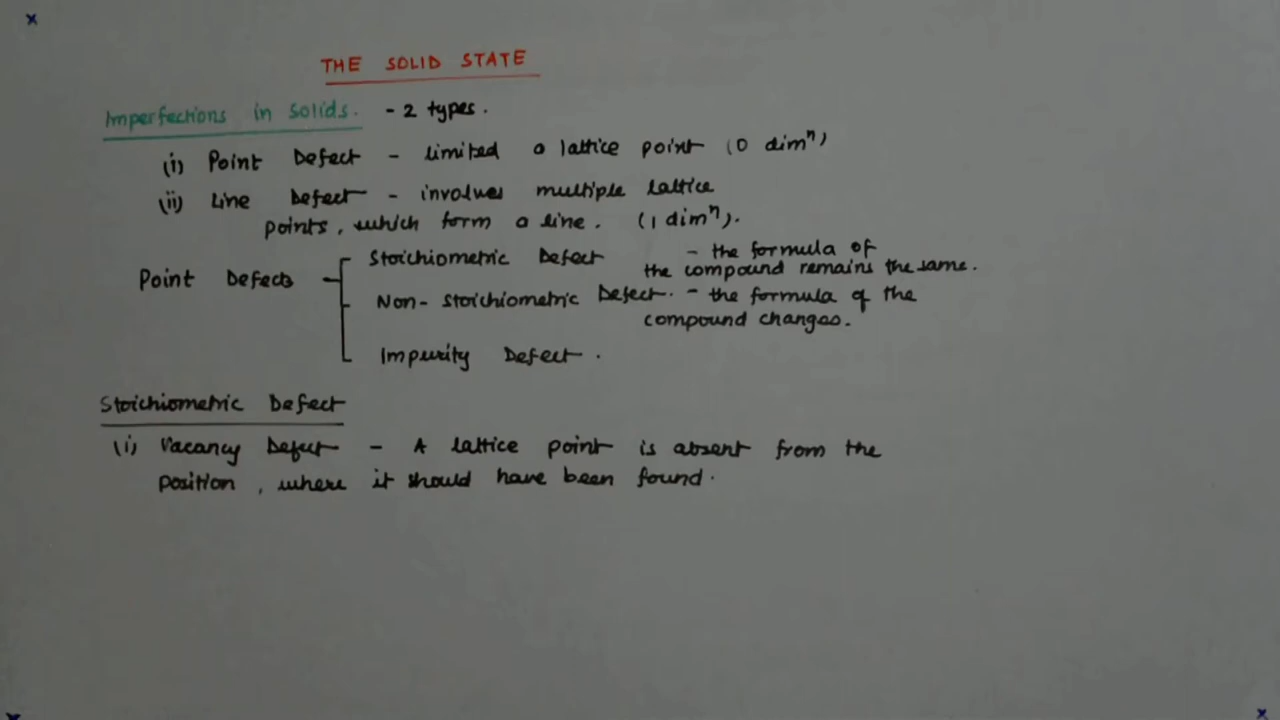 THE SOLID STATE
Imperfections in Solids. - 2 types.
(i) Point Defect - limited a lattice point (0 dimⁿ)
(ii) Line Defect - involves multiple lattice
points, which form a line. (1 dimⁿ).
Point Defects
Stoichiometric Defect - the formula of
the compound remains the same.
Non-Stoichiometric Defect. - the formula of the
compound changes.
Impurity Defect.
Stoichiometric Defect
(i) Vacancy Defect - A lattice point is absent from the
position, where it should have been found.